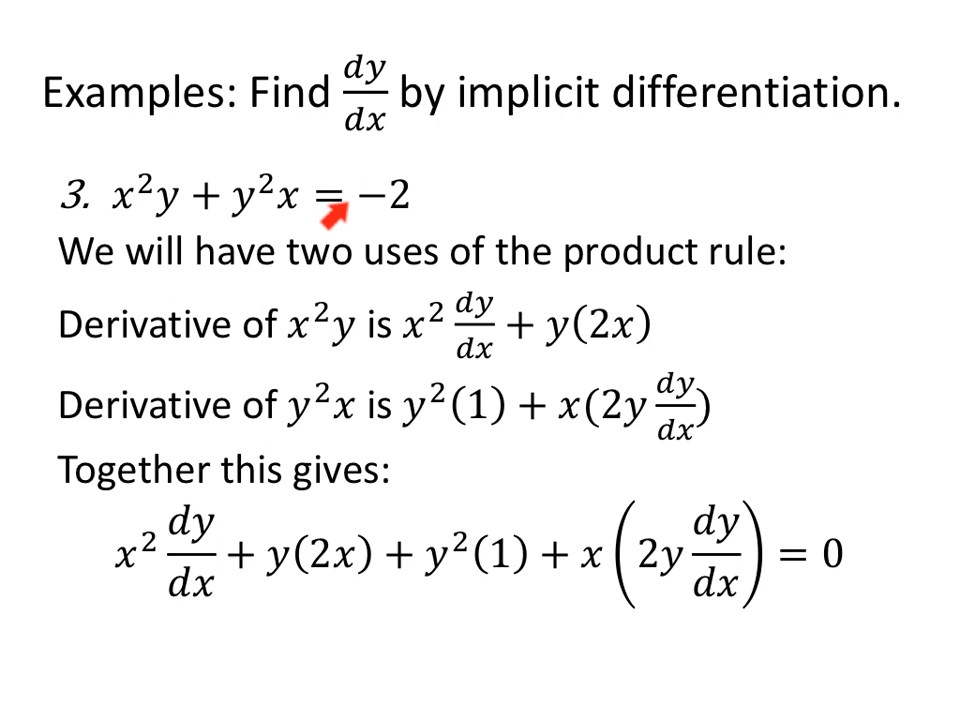 Examples: Find dy/dx by implicit differentiation.
3. x²y + y²x = −2
We will have two uses of the product rule:
Derivative of x²y is x² dy/dx + y(2x)
Derivative of y²x is y²(1) + x(2y dy/dx)
Together this gives:
x² dy/dx + y(2x) + y²(1) + x(2y dy/dx) = 0